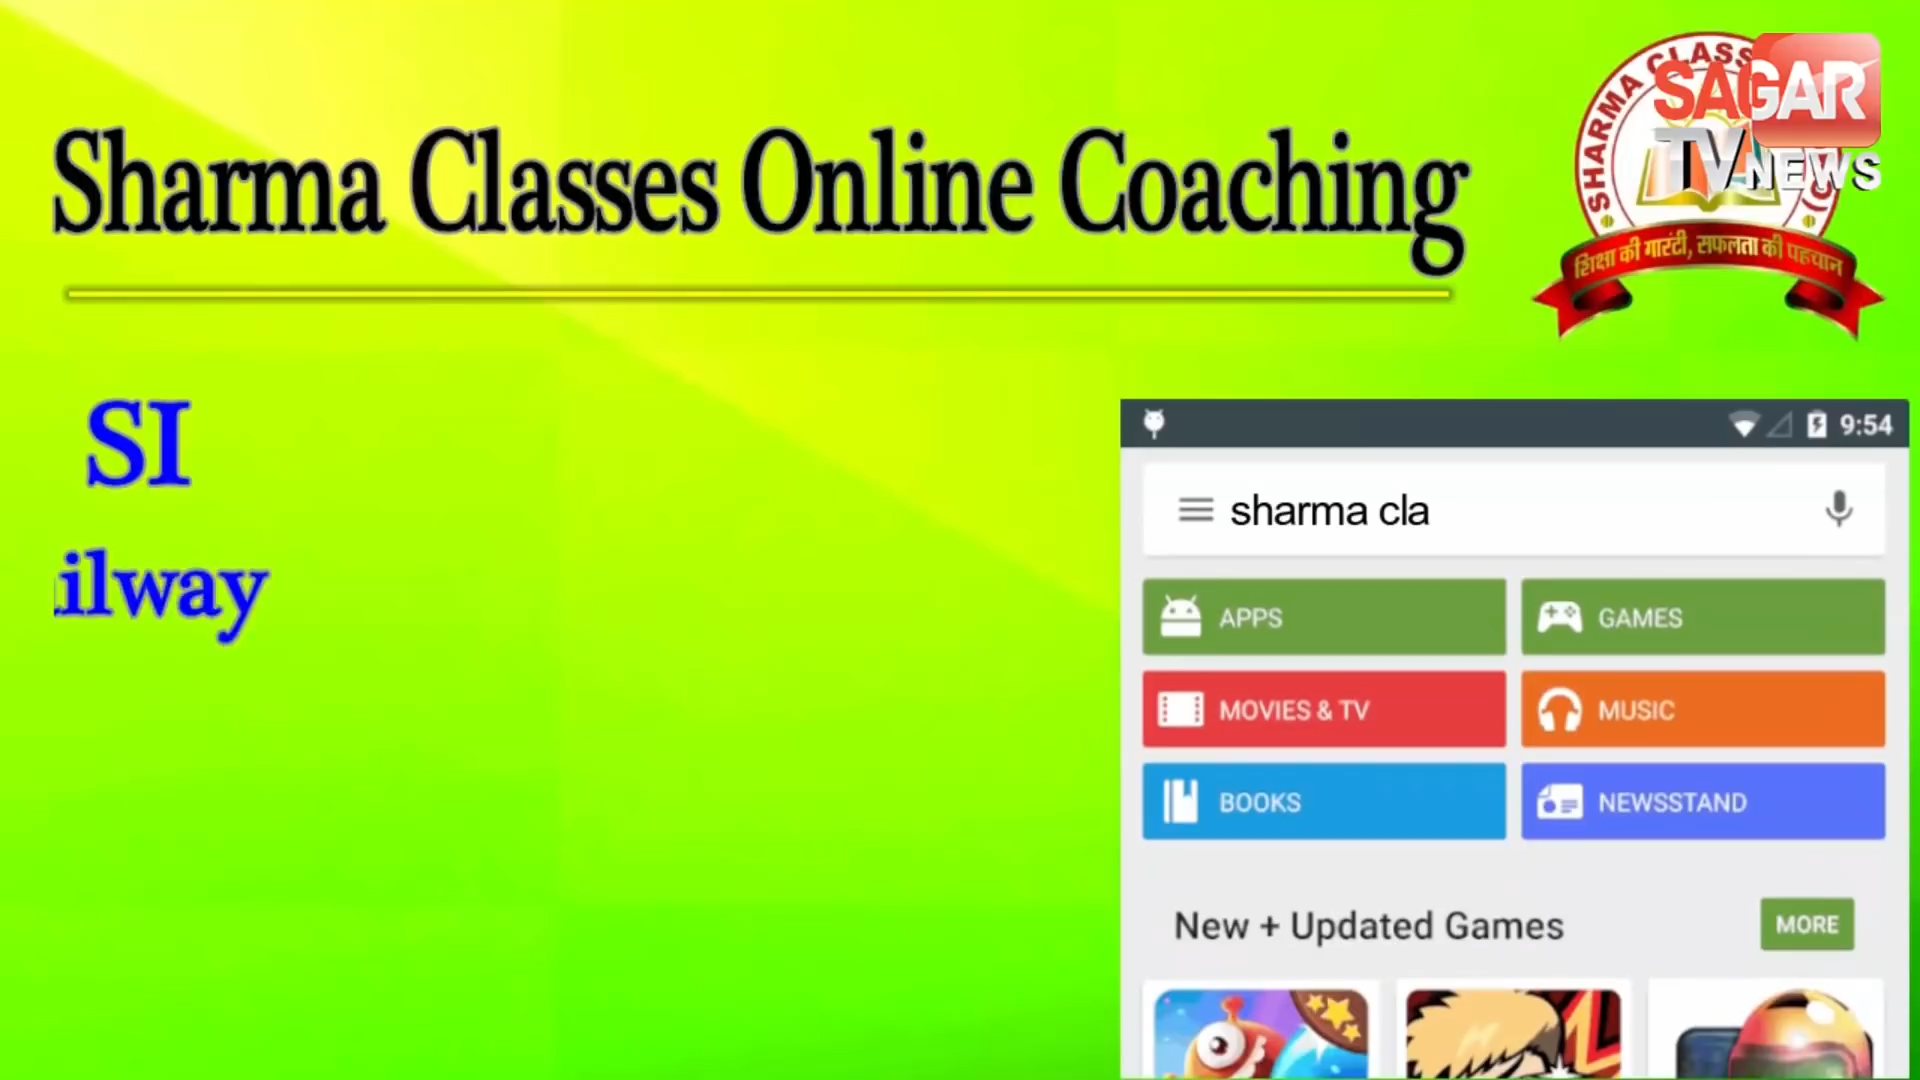 Sharma Classes Online Coaching
SHARMA CLASS
SAGAR
TV NEWS
शिक्षा की गारंटी, सफलता की पहचान
SI
ilway
9:54
sharma cla
APPS
GAMES
MOVIES & TV
MUSIC
BOOKS
NEWSSTAND
New + Updated Games
MORE